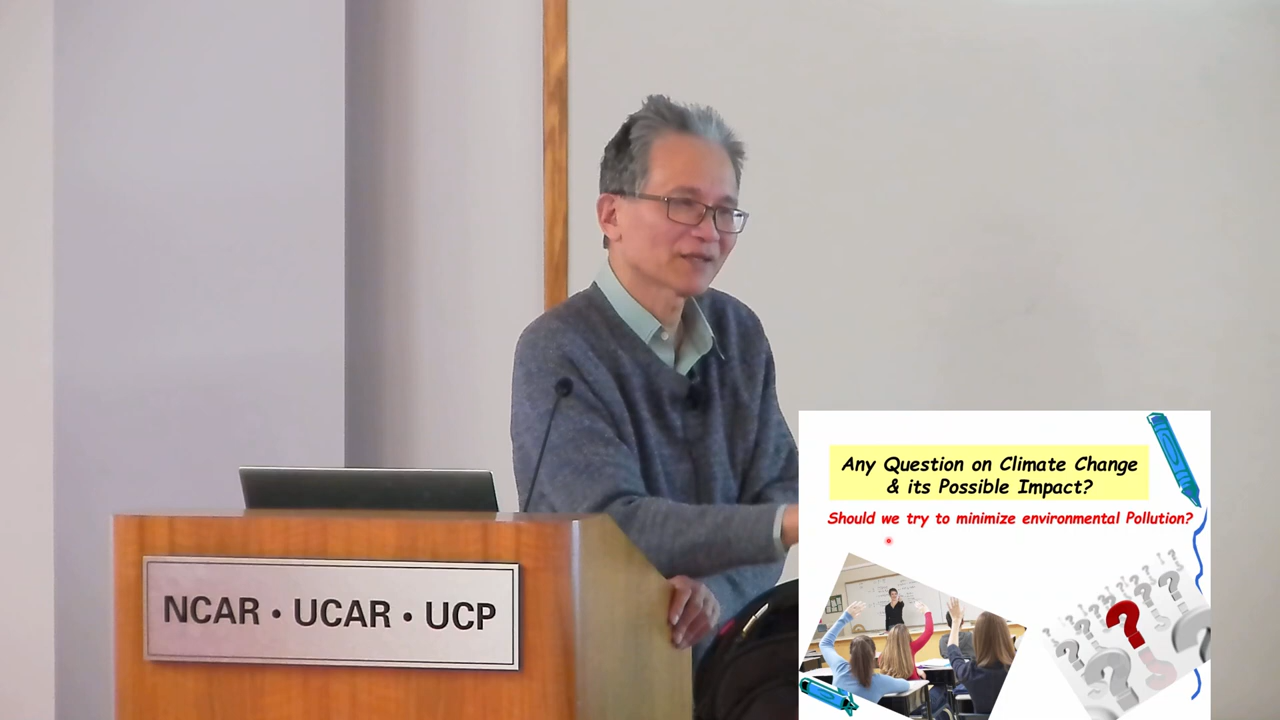 NCAR • UCAR • UCP
Any Question on Climate Change
& its Possible Impact?
Should we try to minimize environmental Pollution?